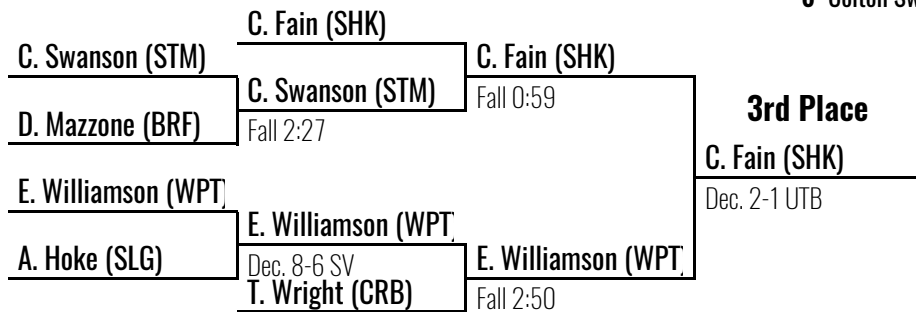 Colton Sw
C. Fain (SHK)
C. Swanson (STM)
C. Fain (SHK)
C. Swanson (STM)
Fall 0:59
3rd Place
D. Mazzone (BRF)
Fall 2:27
C. Fain (SHK)
E. Williamson (WPT)
Dec. 2-1 UTB
E. Williamson (WPT)
A. Hoke (SLG)
Dec. 8-6 SV
E. Williamson (WPT)
T. Wright (CRB)
Fall 2:50